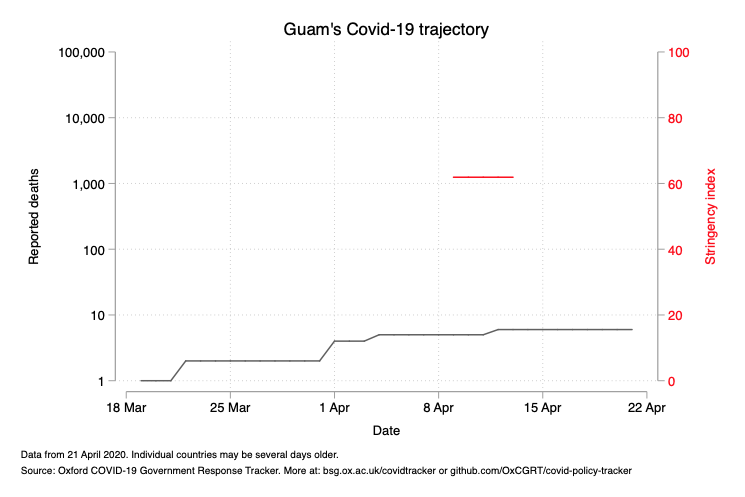 Guam's Covid-19 trajectory
100,000
10,000
1,000
100
10
1
Reported deaths
100
80
60
40
20
0
Stringency index
18 Mar 25 Mar 1 Apr 8 Apr 15 Apr 22 Apr
Date
Data from 21 April 2020. Individual countries may be several days older.
Source: Oxford COVID-19 Government Response Tracker. More at: bsg.ox.ac.uk/covidtracker or github.com/OxCGRT/covid-policy-tracker